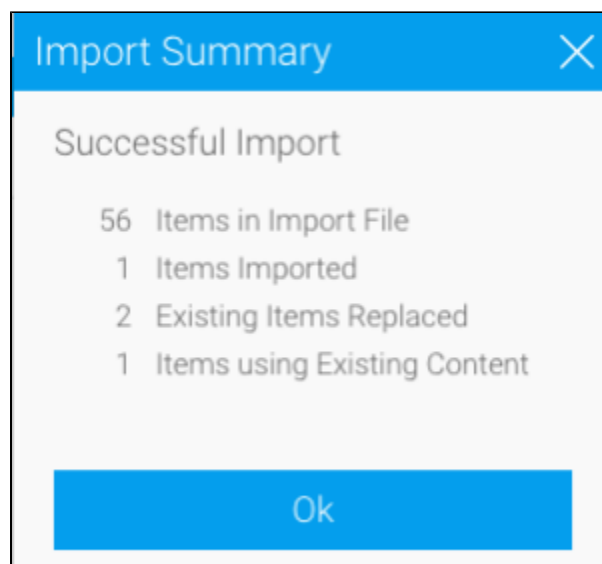 Import Summary
Successful Import
56 Items in Import File
1 Items Imported
2 Existing Items Replaced
1 Items using Existing Content
Ok